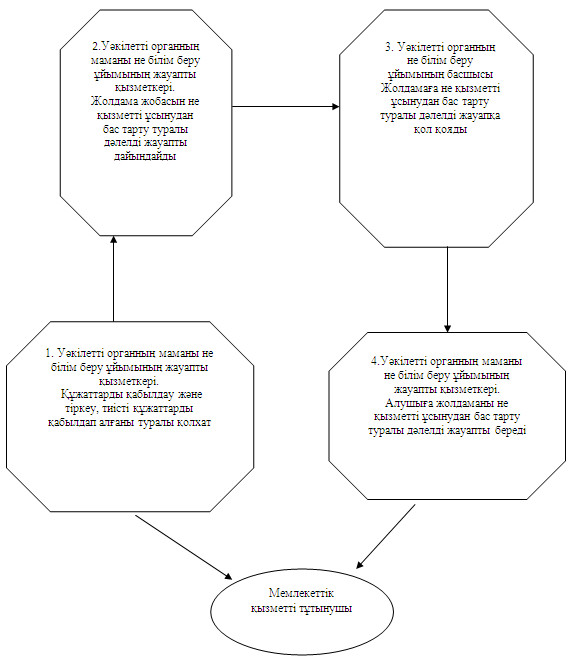 2.Уәкілетті органның
маманы не білім беру
ұйымының жауапты
қызметкері.
Жолдама жобасын не
қызметті ұсынудан
бас тарту туралы
дәлелді жауапты
дайындайды
3. Уәкілетті органның
не білім беру
ұйымының басшысы
Жолдамаға не қызметті
ұсынудан бас тарту
туралы дәлелді жауапқа
қол қояды
1. Уәкілетті органның маманы не
білім беру ұйымының жауапты
қызметкері.
Құжаттарды қабылдау және
тіркеу, тиісті құжаттарды
қабылдап алғаны туралы қолхат
4.Уәкілетті органның маманы
не білім беру ұйымының
жауапты қызметкері.
Алушыға жолдаманы не
қызметті ұсынудан бас тарту
туралы дәлелді жауапты береді
Мемлекеттік
қызметті тұтынушы